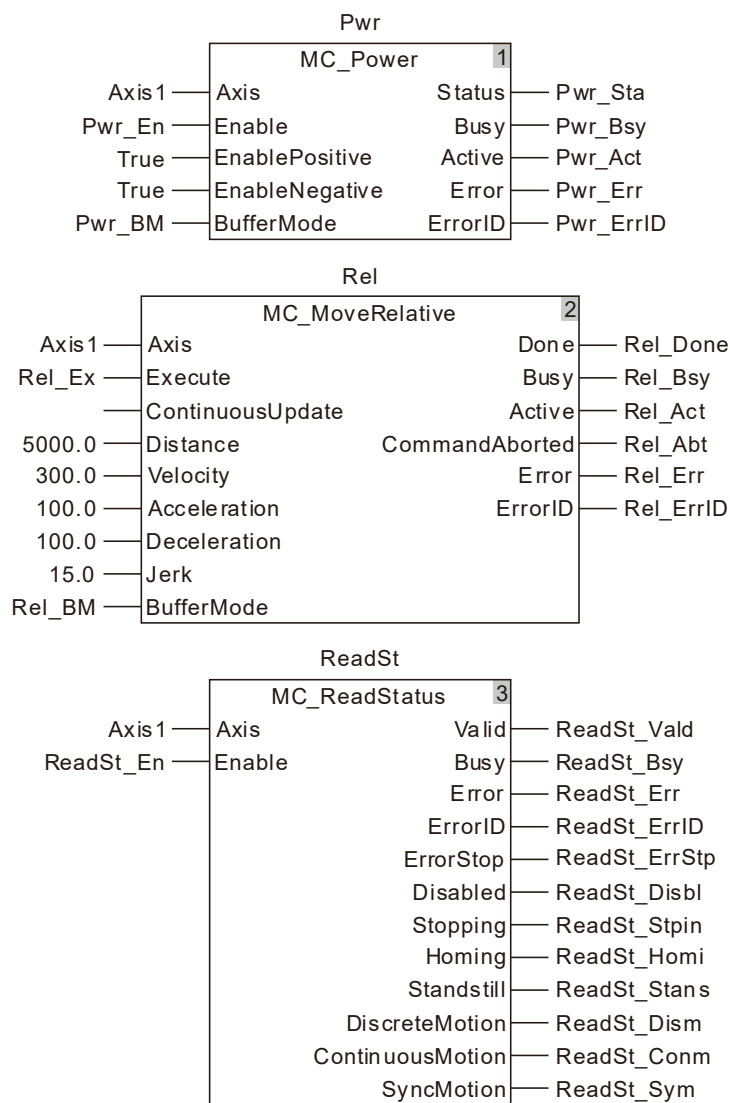 Pwr
MC_Power 1
Axis1 Axis Status Pwr_Sta
Pwr_En Enable Busy Pwr_Bsy
True EnablePositive Active Pwr_Act
True EnableNegative Error Pwr_Err
Pwr_BM BufferMode ErrorID Pwr_ErrID
Rel
MC_MoveRelative 2
Axis1 Axis Done Rel_Done
Rel_Ex Execute Busy Rel_Bsy
ContinuousUpdate Active Rel_Act
5000.0 Distance CommandAborted Rel_Abt
300.0 Velocity Error Rel_Err
100.0 Acceleration ErrorID Rel_ErrID
100.0 Deceleration
15.0 Jerk
Rel_BM BufferMode
ReadSt
MC_ReadStatus 3
Axis1 Axis Valid ReadSt_Vald
ReadSt_En Enable Busy ReadSt_Bsy
Error ReadSt_Err
ErrorID ReadSt_ErrID
ErrorStop ReadSt_ErrStp
Disabled ReadSt_Disbl
Stopping ReadSt_Stpin
Homing ReadSt_Homi
Standstill ReadSt_Stans
DiscreteMotion ReadSt_Dism
ContinuousMotion ReadSt_Conm
SyncMotion ReadSt_Sym